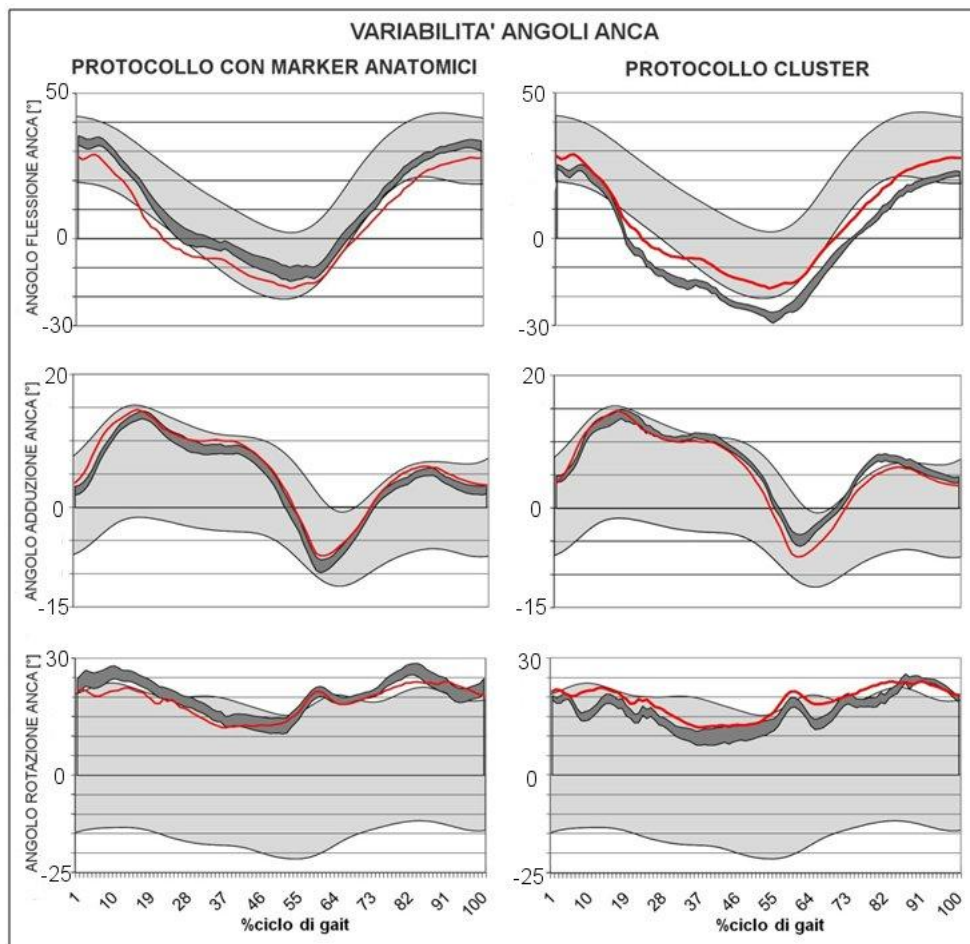 VARIABILITA' ANGOLI ANCA
PROTOCOLLO CON MARKER ANATOMICI
PROTOCOLLO CLUSTER
ANGOLO FLESSIONE ANCA [°]
50
0
-30
50
0
-30
ANGOLO ADDUZIONE ANCA [°]
20
0
-15
20
0
-15
ANGOLO ROTAZIONE ANCA [°]
30
0
-25
30
0
-25
1 10 19 28 37 46 55 64 73 82 91 100
%ciclo di gait
1 10 19 28 37 46 55 64 73 82 91 100
%ciclo di gait